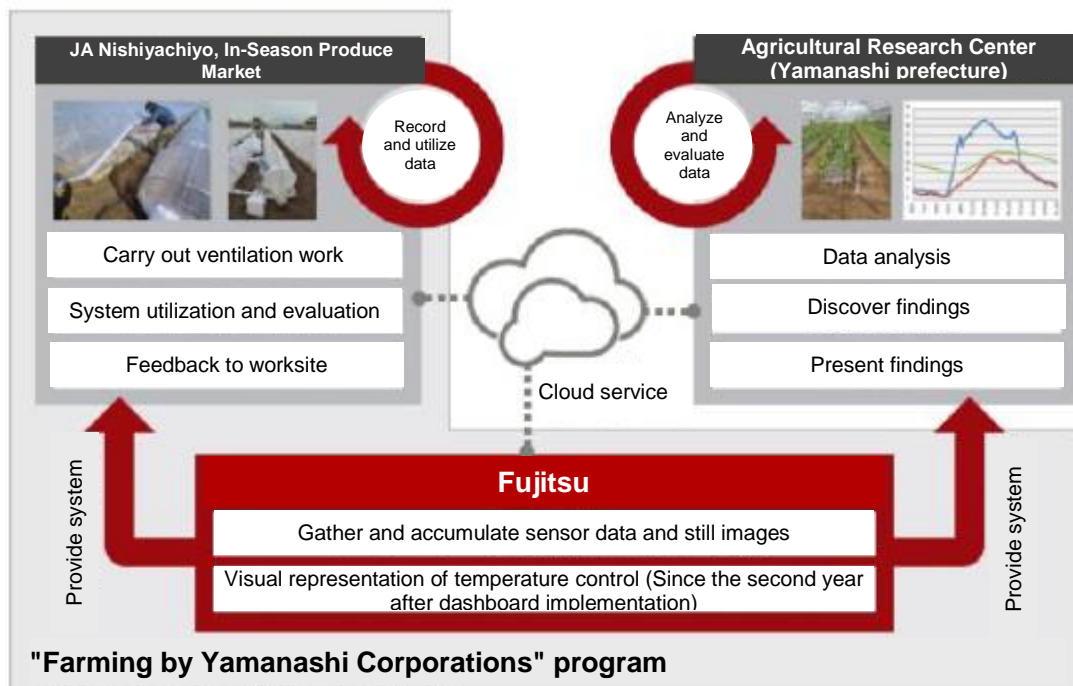 JA Nishiyachiyo, In-Season Produce
Market
Agricultural Research Center
(Yamanashi prefecture)
Record
and utilize
data
Analyze
and
evaluate
data
Carry out ventilation work
System utilization and evaluation
Feedback to worksite
Data analysis
Discover findings
Present findings
Cloud service
Provide system
Provide system
Fujitsu
Gather and accumulate sensor data and still images
Visual representation of temperature control (Since the second year
after dashboard implementation)
"Farming by Yamanashi Corporations" program